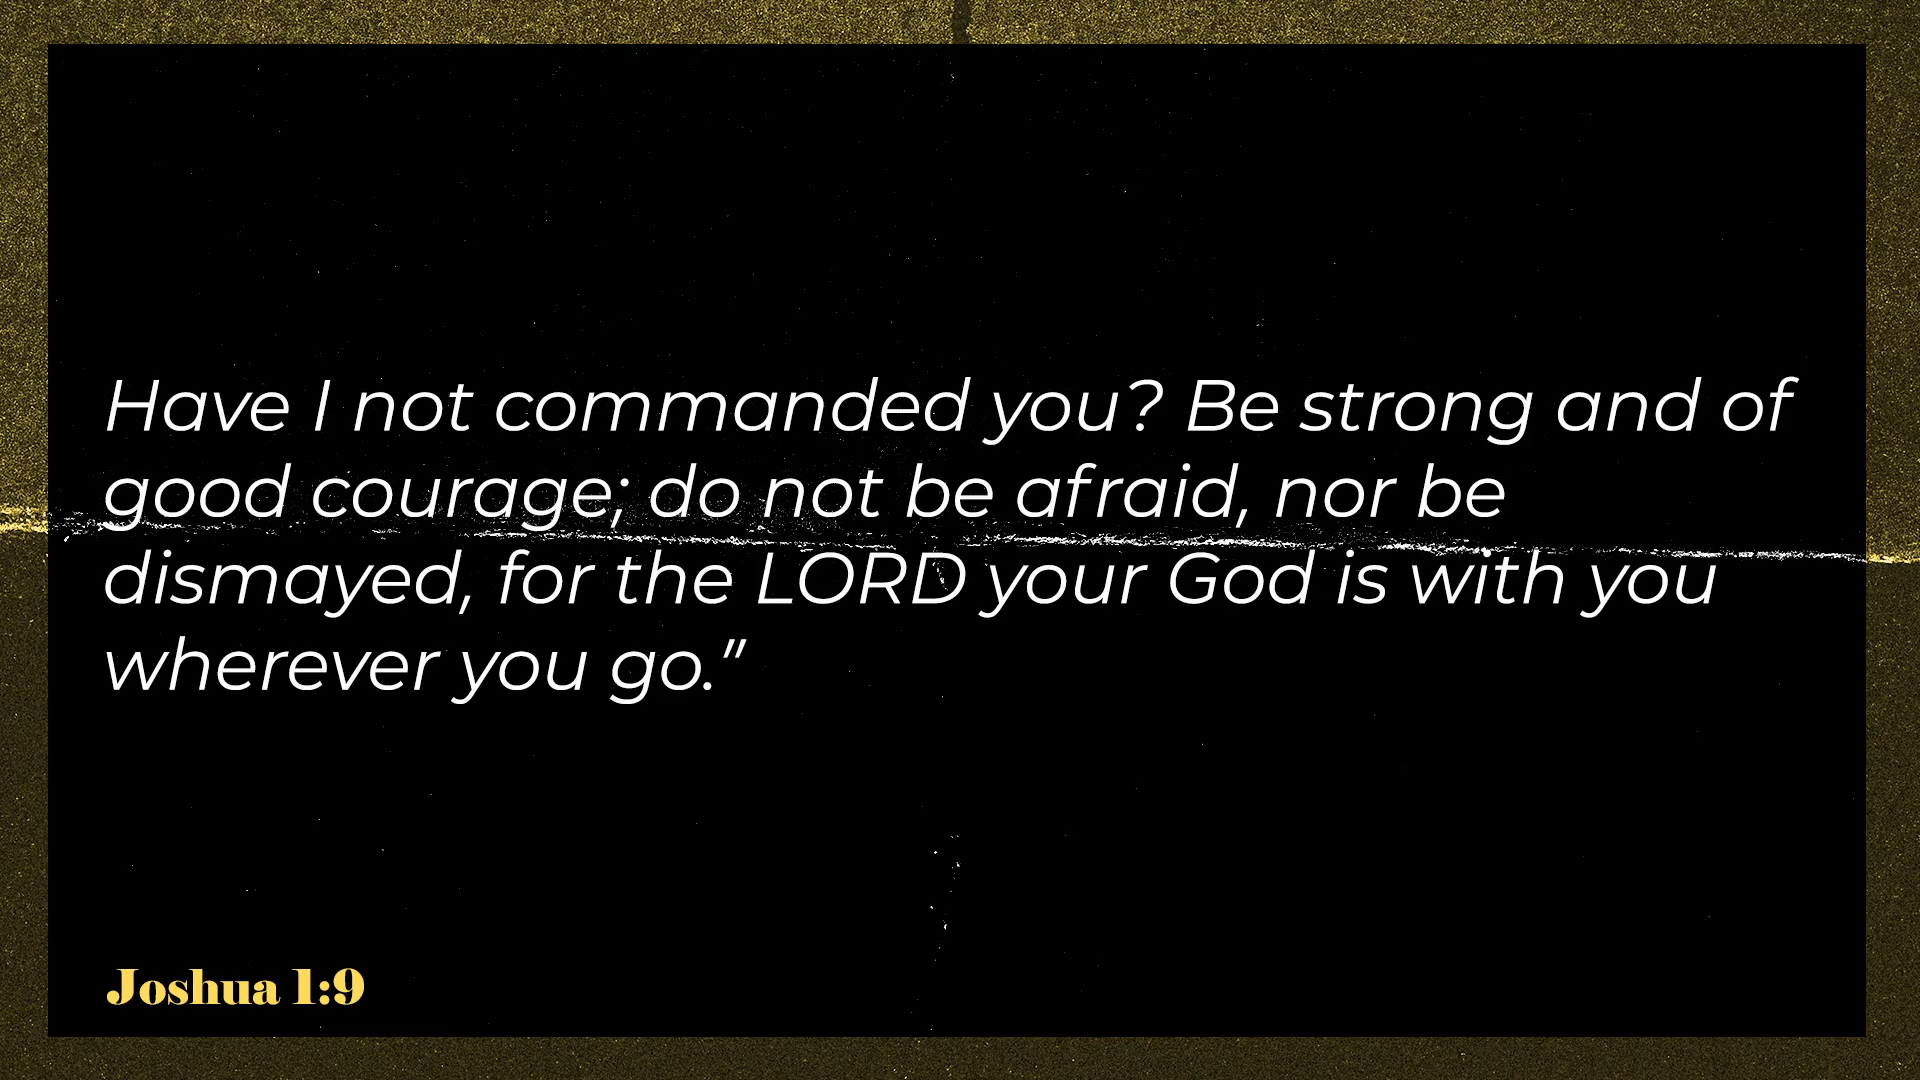 Have I not commanded you? Be strong and of
good courage; do not be afraid, nor be
dismayed, for the LORD your God is with you
wherever you go.”
Joshua 1:9